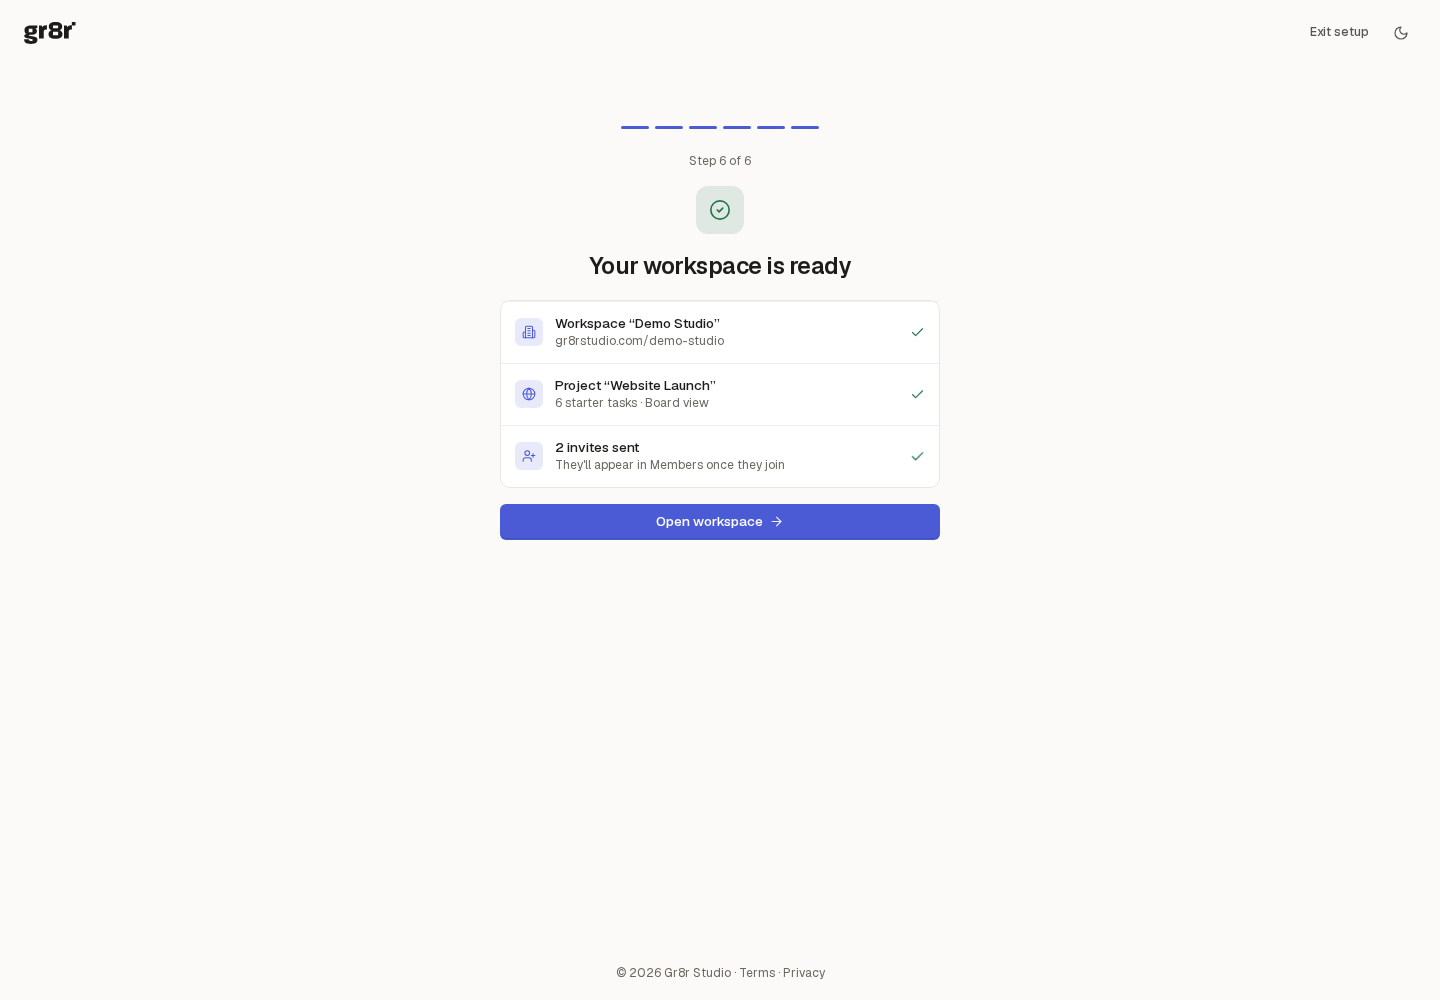 gr8r
Exit setup
Step 6 of 6
Your workspace is ready
Workspace “Demo Studio”
gr8rstudio.com/demo-studio
Project “Website Launch”
6 starter tasks · Board view
2 invites sent
They'll appear in Members once they join
Open workspace
© 2026 Gr8r Studio · Terms · Privacy